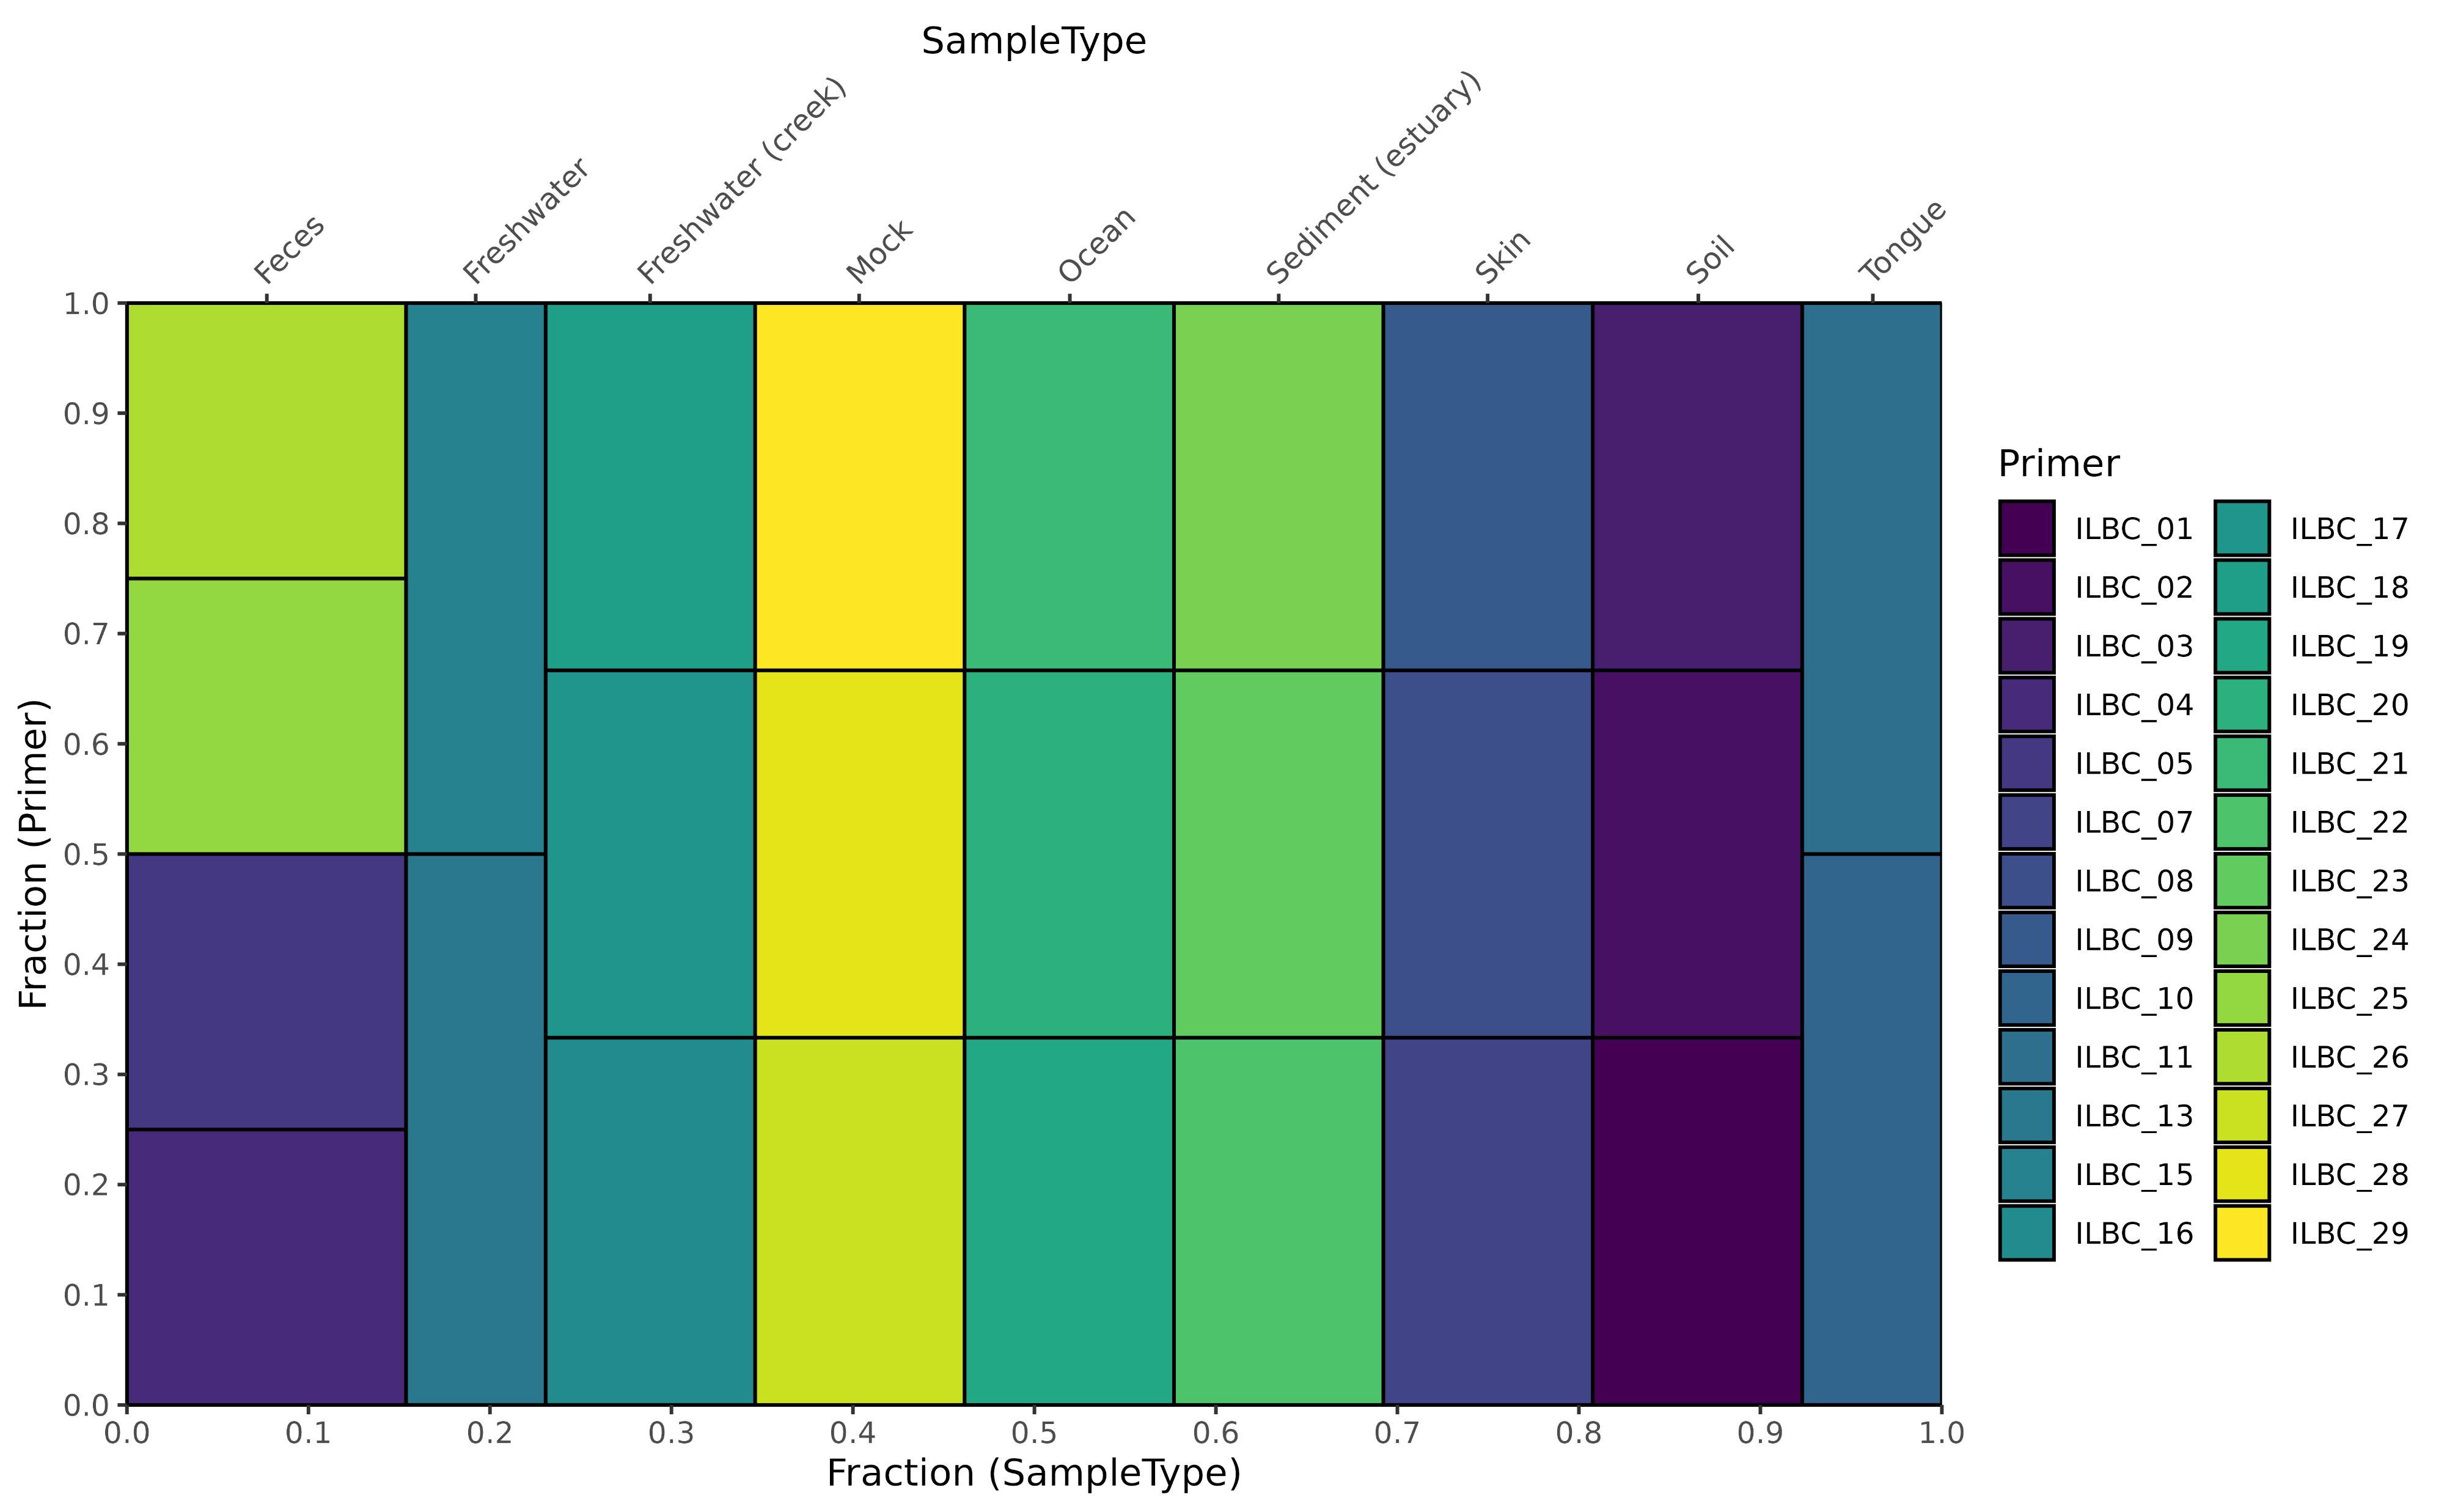 SampleType
Feces
Freshwater
Freshwater (creek)
Mock
Ocean
Sediment (estuary)
Skin
Soil
Tongue
1.0
0.9
0.8
0.7
0.6
0.5
0.4
0.3
0.2
0.1
0.0
Fraction (Primer)
0.0
0.1
0.2
0.3
0.4
0.5
0.6
0.7
0.8
0.9
1.0
Fraction (SampleType)
Primer
ILBC_01
ILBC_02
ILBC_03
ILBC_04
ILBC_05
ILBC_07
ILBC_08
ILBC_09
ILBC_10
ILBC_11
ILBC_13
ILBC_15
ILBC_16
ILBC_17
ILBC_18
ILBC_19
ILBC_20
ILBC_21
ILBC_22
ILBC_23
ILBC_24
ILBC_25
ILBC_26
ILBC_27
ILBC_28
ILBC_29